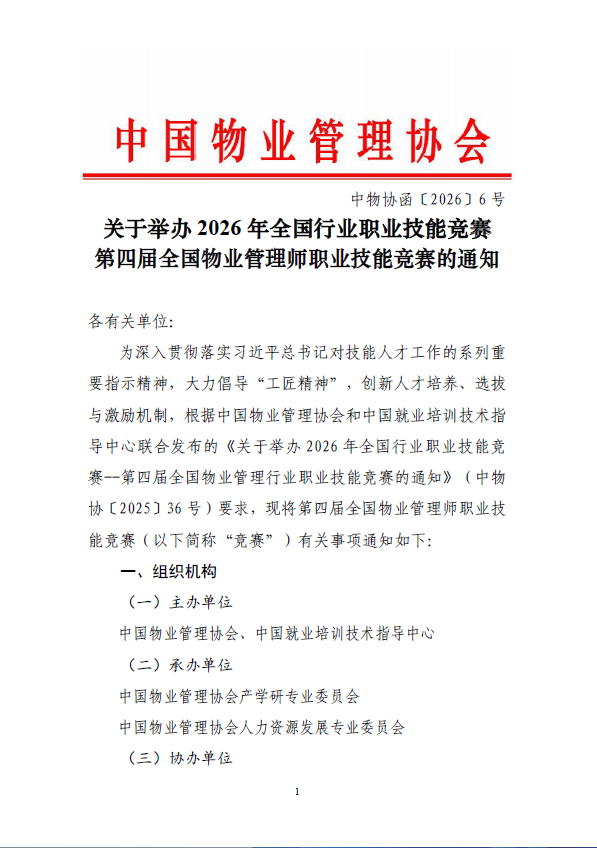 中国物业管理协会
中物协函〔2026〕6号
关于举办 2026 年全国行业职业技能竞赛
第四届全国物业管理师职业技能竞赛的通知
各有关单位：
为深入贯彻落实习近平总书记对技能人才工作的系列重
要指示精神，大力倡导“工匠精神”，创新人才培养、选拔
与激励机制，根据中国物业管理协会和中国就业培训技术指
导中心联合发布的《关于举办 2026 年全国行业职业技能竞
赛--第四届全国物业管理行业职业技能竞赛的通知》（中物
协〔2025〕36 号）要求，现将第四届全国物业管理师职业技
能竞赛（以下简称“竞赛”）有关事项通知如下：
一、组织机构
（一）主办单位
中国物业管理协会、中国就业培训技术指导中心
（二）承办单位
中国物业管理协会产学研专业委员会
中国物业管理协会人力资源发展专业委员会
（三）协办单位
1